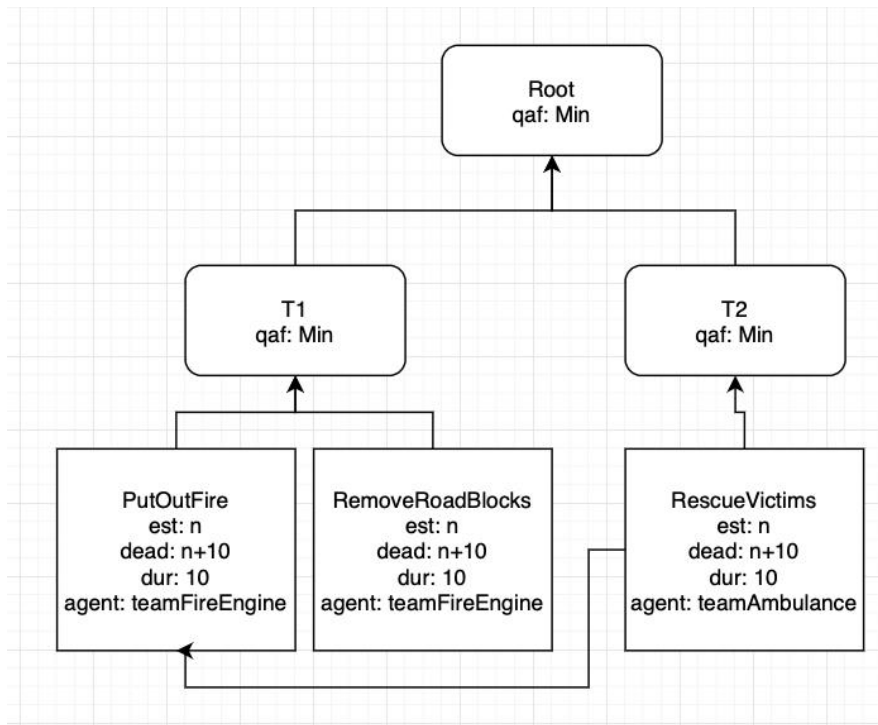 Root
qaf: Min
T1
qaf: Min
T2
qaf: Min
PutOutFire
est: n
dead: n+10
dur: 10
agent: teamFireEngine
RemoveRoadBlocks
est: n
dead: n+10
dur: 10
agent: teamFireEngine
RescueVictims
est: n
dead: n+10
dur: 10
agent: teamAmbulance